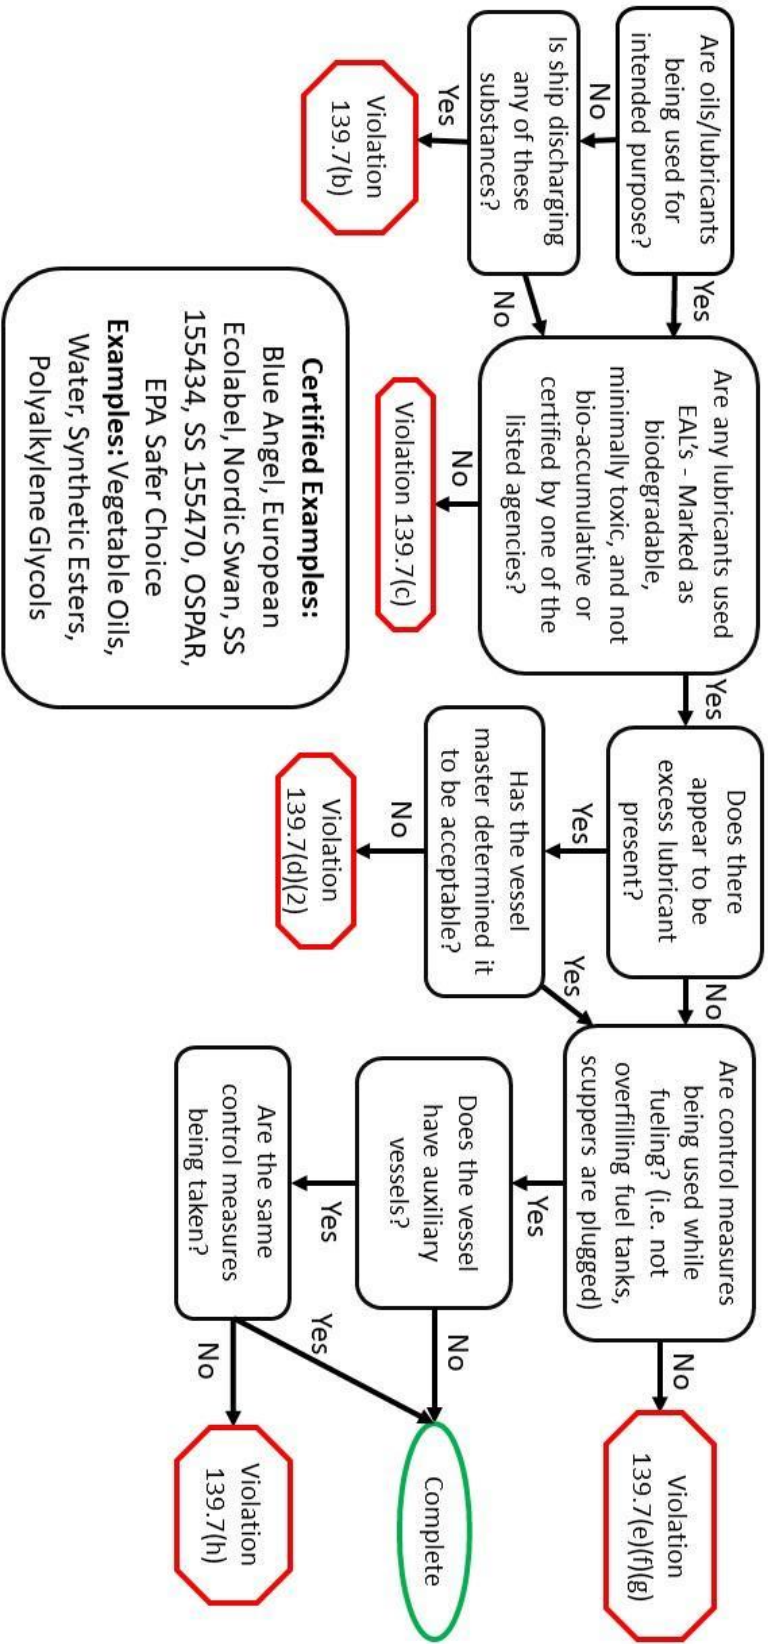 Are oils/lubricants
being used for
intended purpose?
Yes
No
Is ship discharging
any of these
substances?
Yes
No
Violation
139.7(b)
Are any lubricants used
EAL's - Marked as
biodegradable,
minimally toxic, and not
bio-accumulative or
certified by one of the
listed agencies?
Yes
No
Violation 139.7(c)
Does there
appear to be
excess lubricant
present?
No
Yes
Has the vessel
master determined it
to be acceptable?
Yes
No
Violation
139.7(d)(2)
Are control measures
being used while
fueling? (i.e. not
overfilling fuel tanks,
scuppers are plugged)
No
Yes
Violation
139.7(e)(f)(g)
Does the vessel
have auxiliary
vessels?
No
Yes
Complete
Are the same
control measures
being taken?
Yes
No
Violation
139.7(h)
Certified Examples:
Blue Angel, European
Ecolabel, Nordic Swan, SS
155434, SS 155470, OSPAR,
EPA Safer Choice
Examples: Vegetable Oils,
Water, Synthetic Esters,
Polyalkylene Glycols